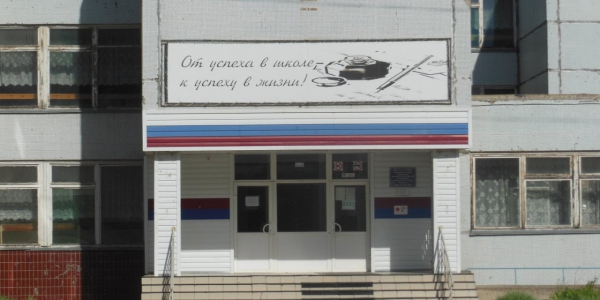 От успеха в школе,
к успеху в жизни!